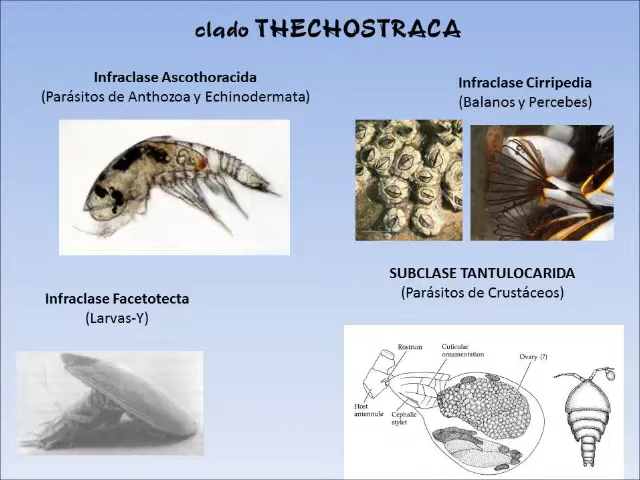 clado THECHOSTRACA
Infraclase Ascothoracida
(Parásitos de Anthozoa y Echinodermata)
Infraclase Cirripedia
(Balanos y Percebes)
SUBCLASE TANTULOCARIDA
(Parásitos de Crustáceos)
Infraclase Facetotecta
(Larvas-Y)
Rostrum
Cuticular
ornamentation
Ovary (?)
Host
antennule
Cephalic
stylet